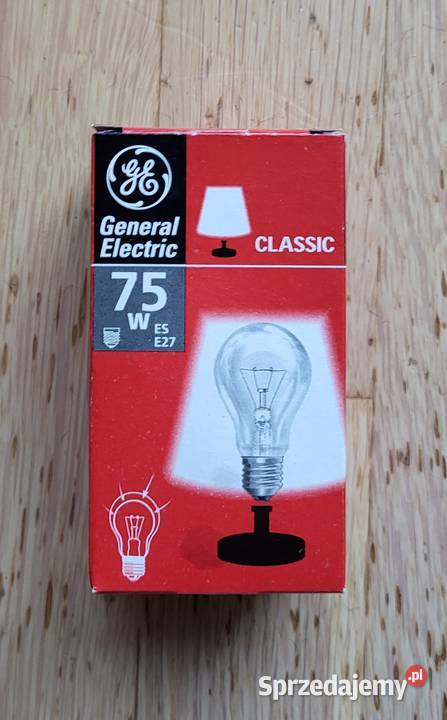 GE
General
Electric
CLASSIC
75
W
ES
E27
Sprzedajemy.pl